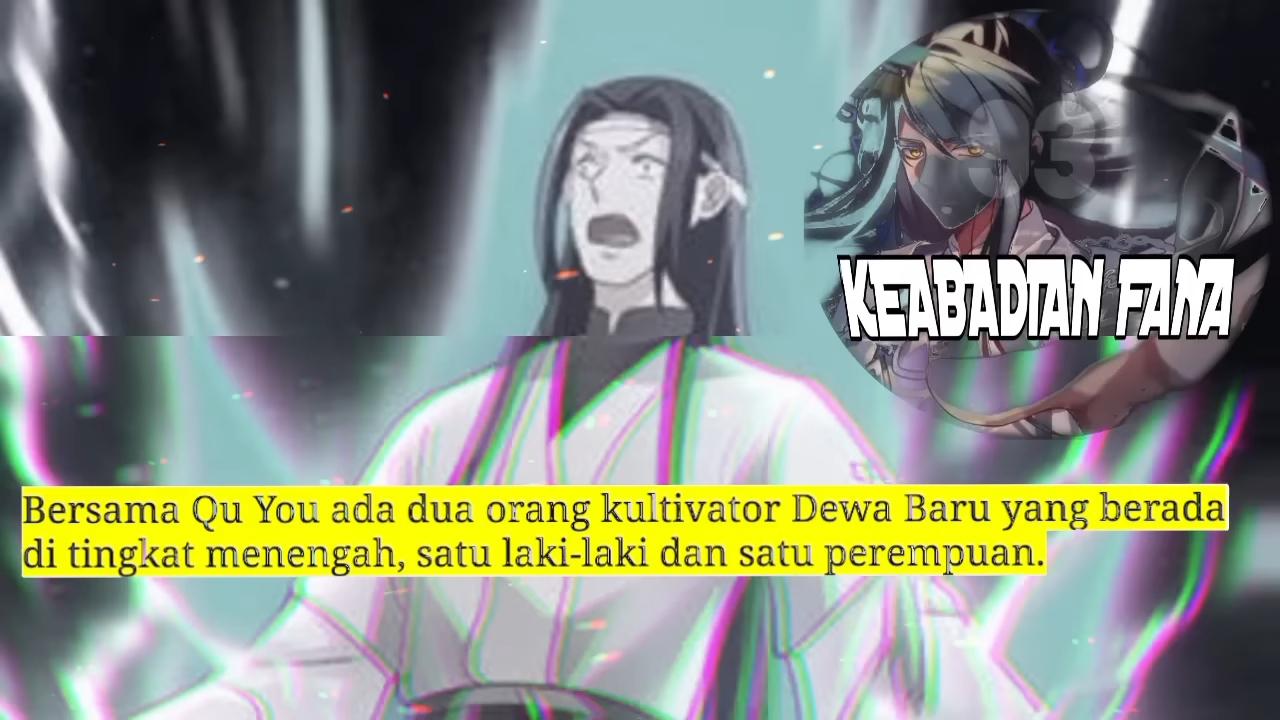 33
KEABADIAN FANA
Bersama Qu You ada dua orang kultivator Dewa Baru yang berada
di tingkat menengah, satu laki-laki dan satu perempuan.